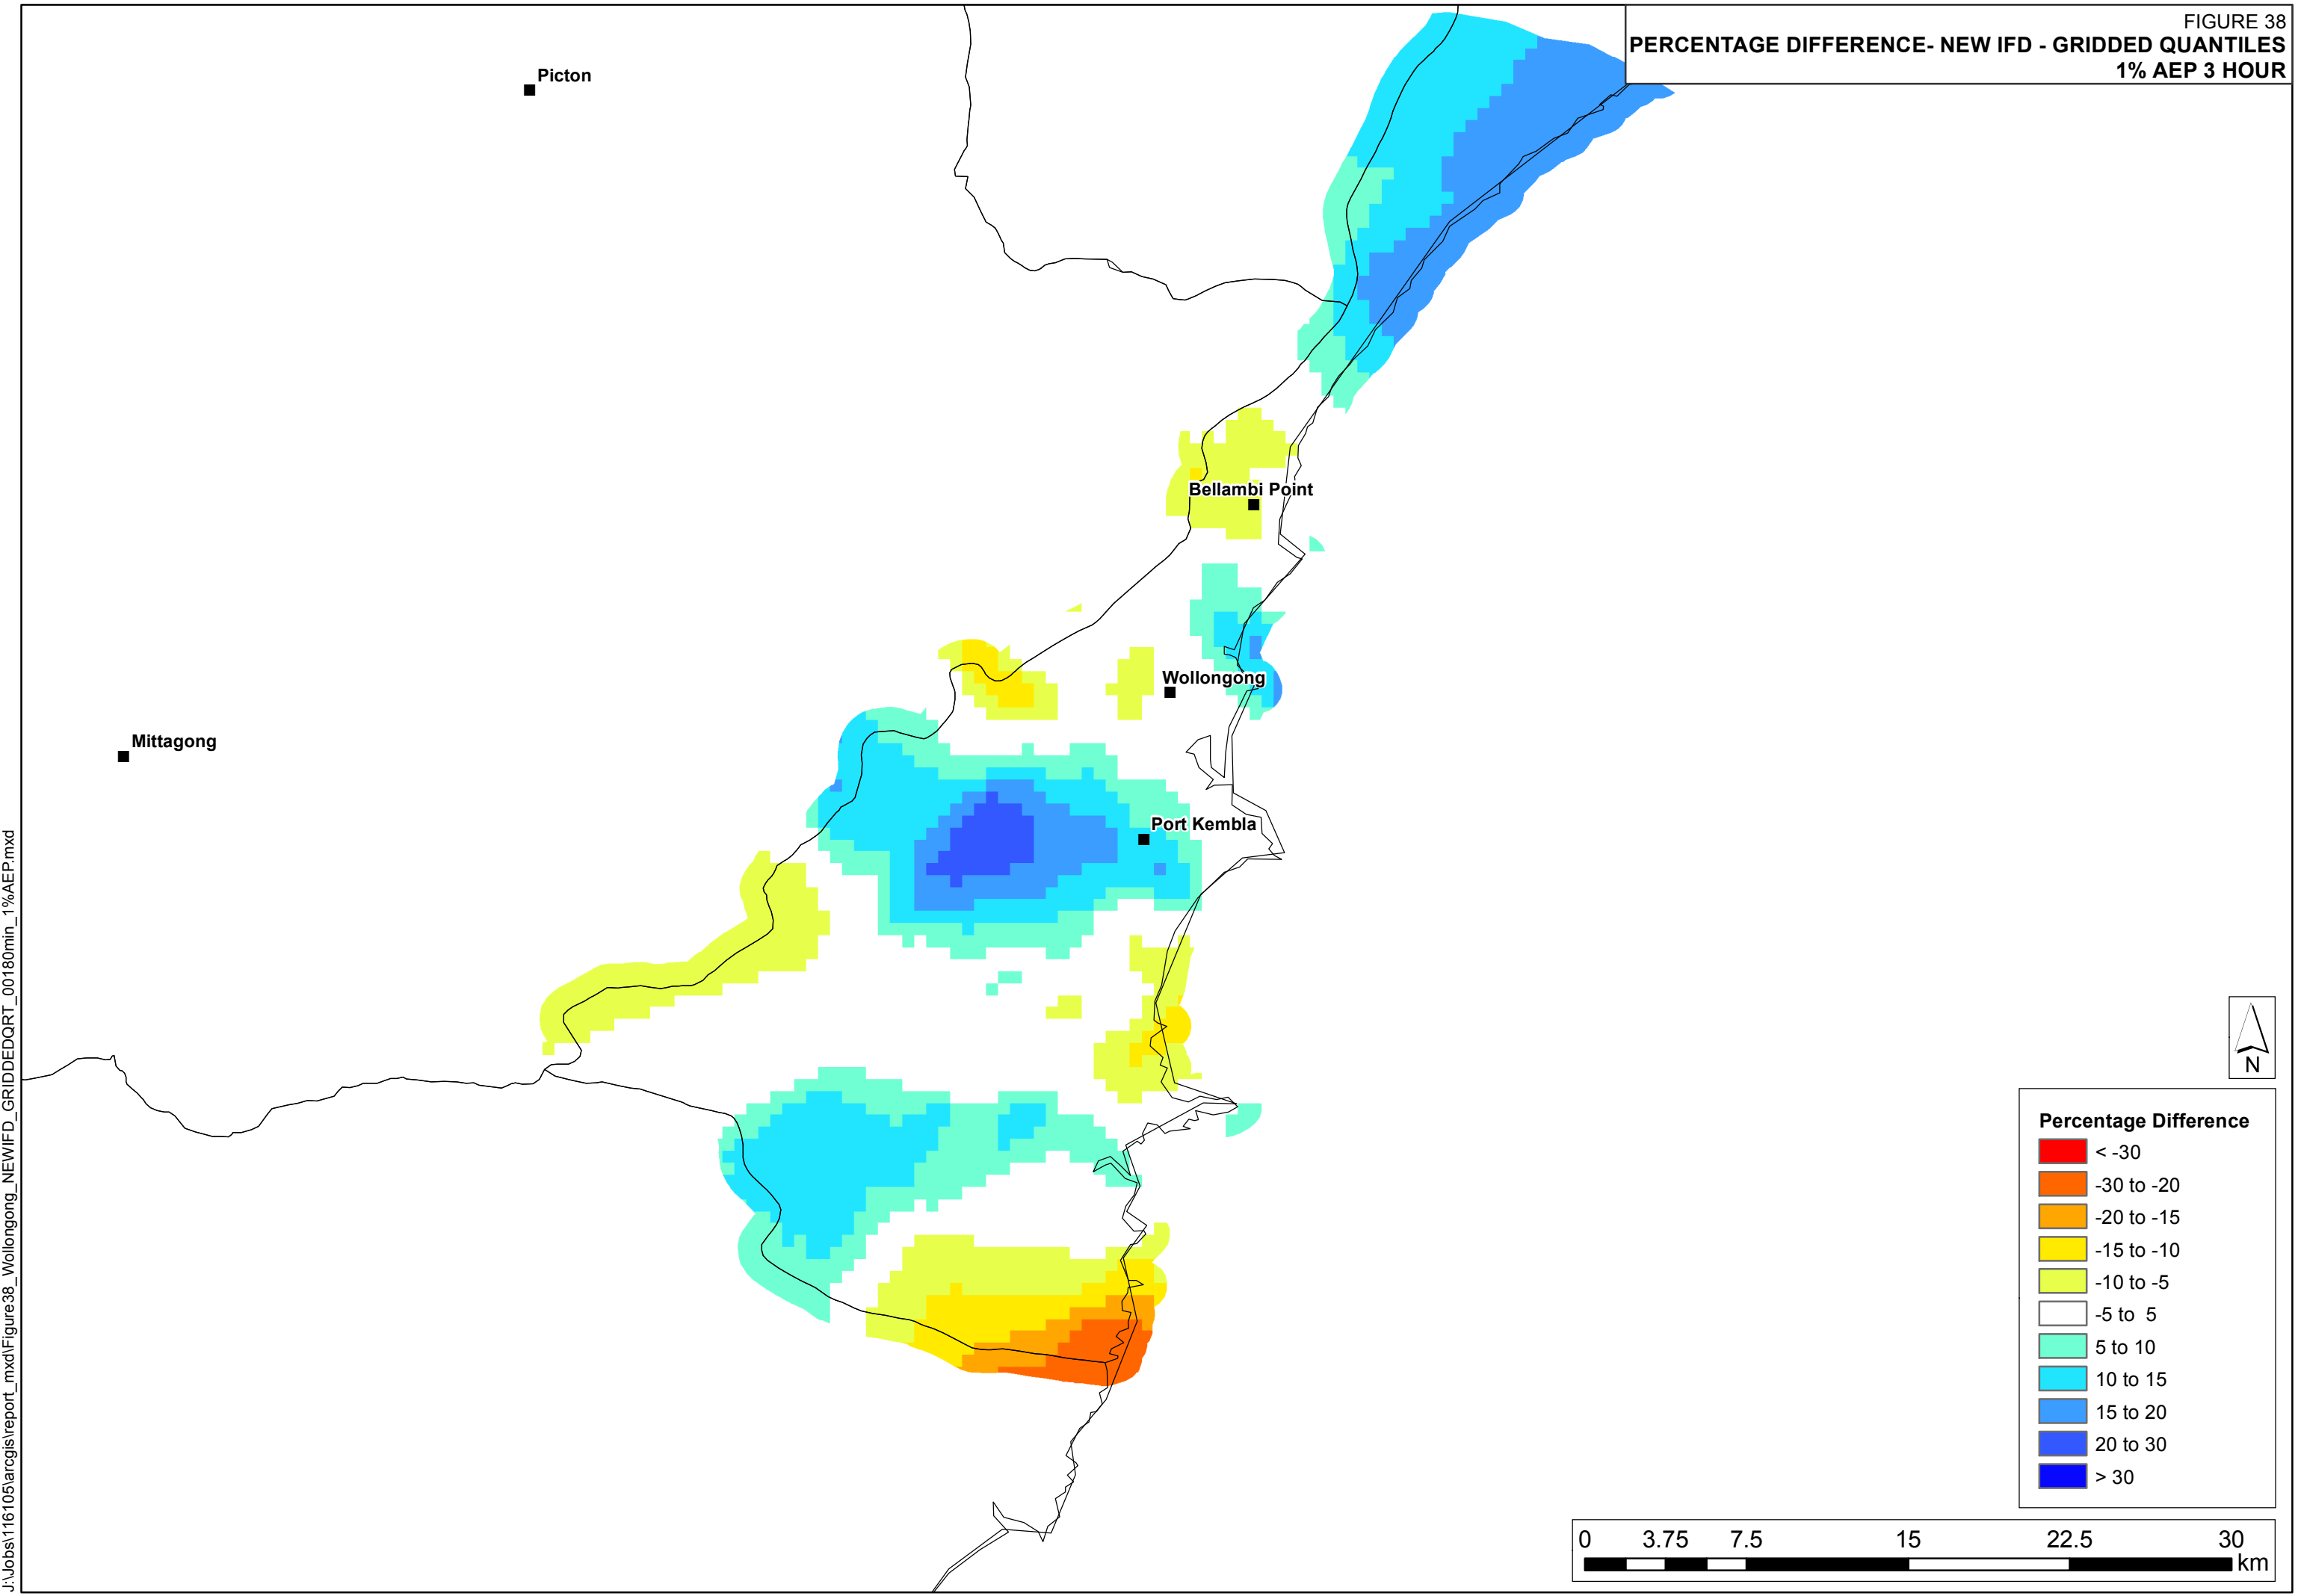 FIGURE 38
PERCENTAGE DIFFERENCE- NEW IFD - GRIDDED QUANTILES
1% AEP 3 HOUR
Picton
Bellambi Point
Wollongong
Mittagong
Port Kembla
N
Percentage Difference
< -30
-30 to -20
-20 to -15
-15 to -10
-10 to -5
-5 to 5
5 to 10
10 to 15
15 to 20
20 to 30
> 30
0 3.75 7.5 15 22.5 30
km
J:\Jobs\116105\arcgis\report_mxd\Figure38_Wollongong_NEWIFD_GRIDDEDQRT_00180min_1%AEP.mxd